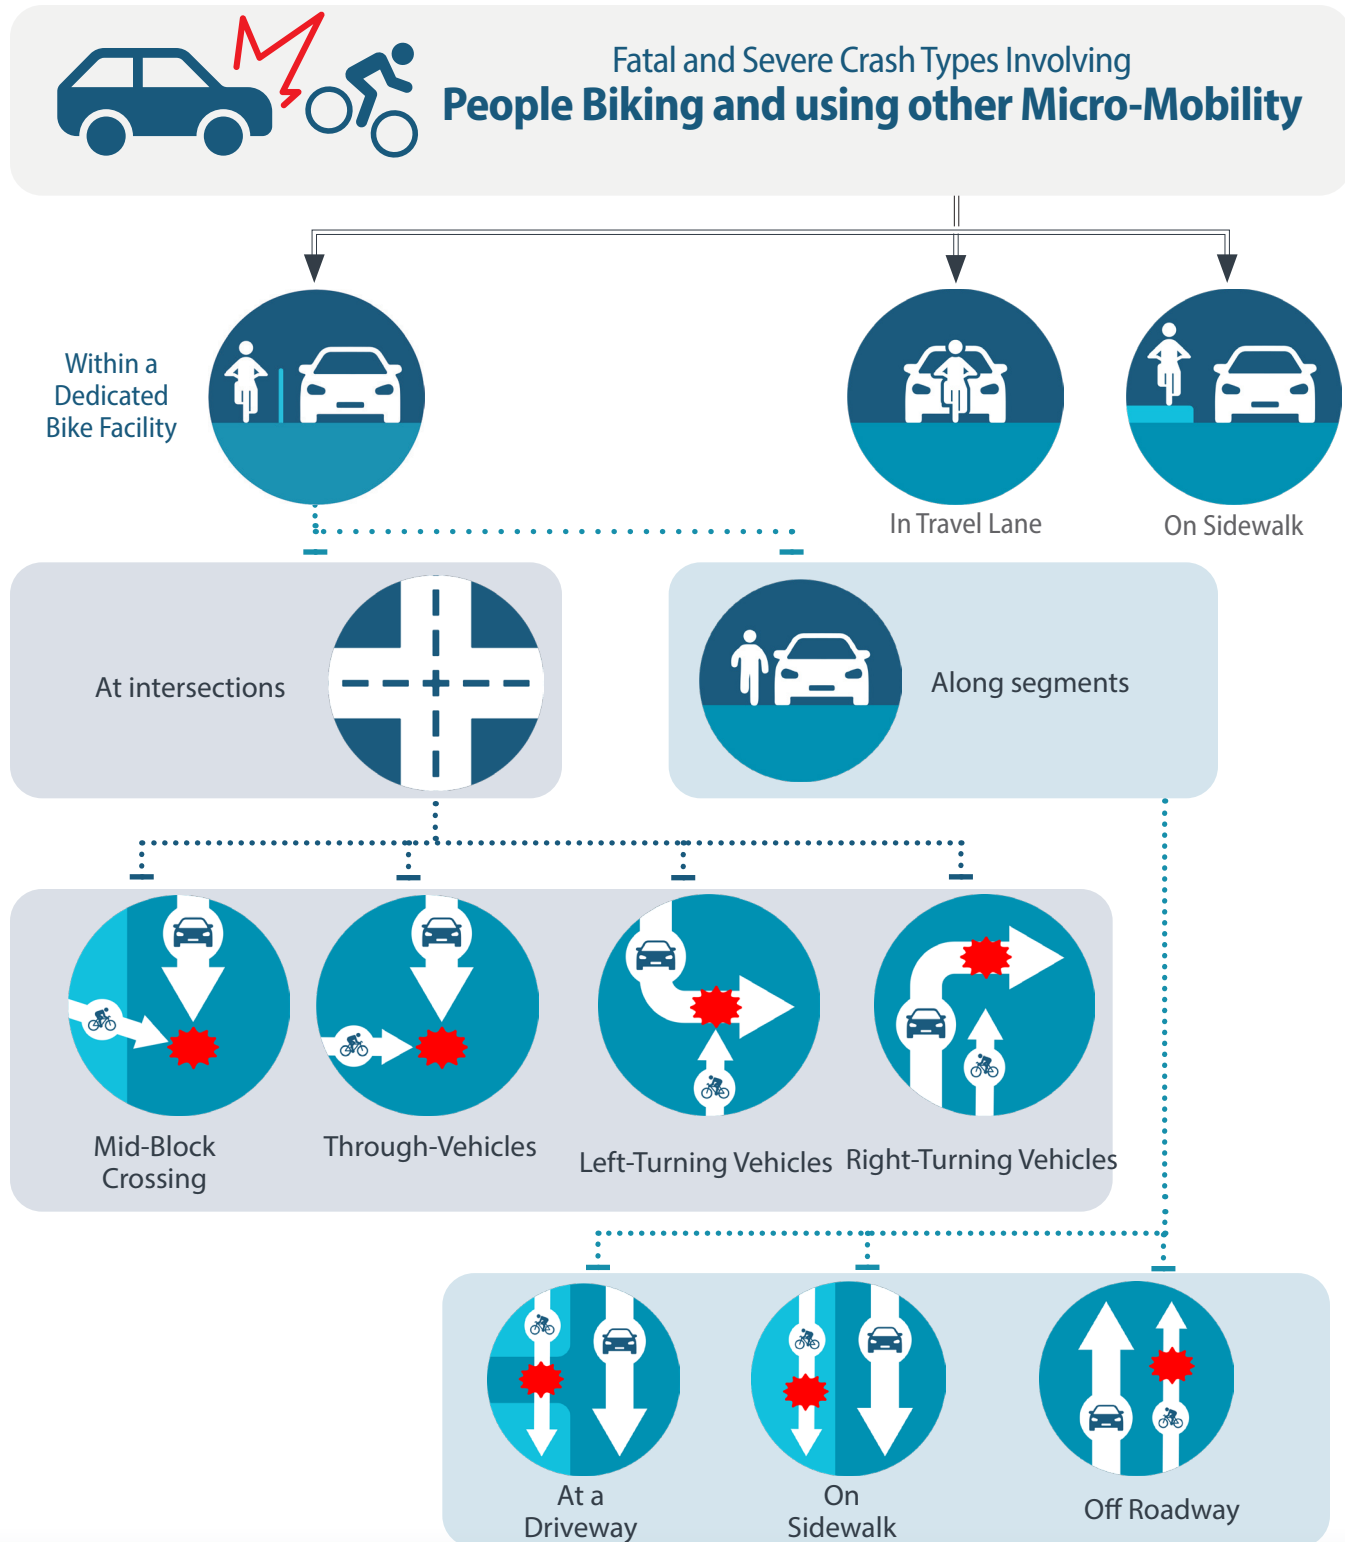 Fatal and Severe Crash Types Involving
People Biking and using other Micro-Mobility
Within a
Dedicated
Bike Facility
In Travel Lane
On Sidewalk
At intersections
Along segments
Mid-Block
Crossing
Through-Vehicles
Left-Turning Vehicles
Right-Turning Vehicles
At a
Driveway
On
Sidewalk
Off Roadway